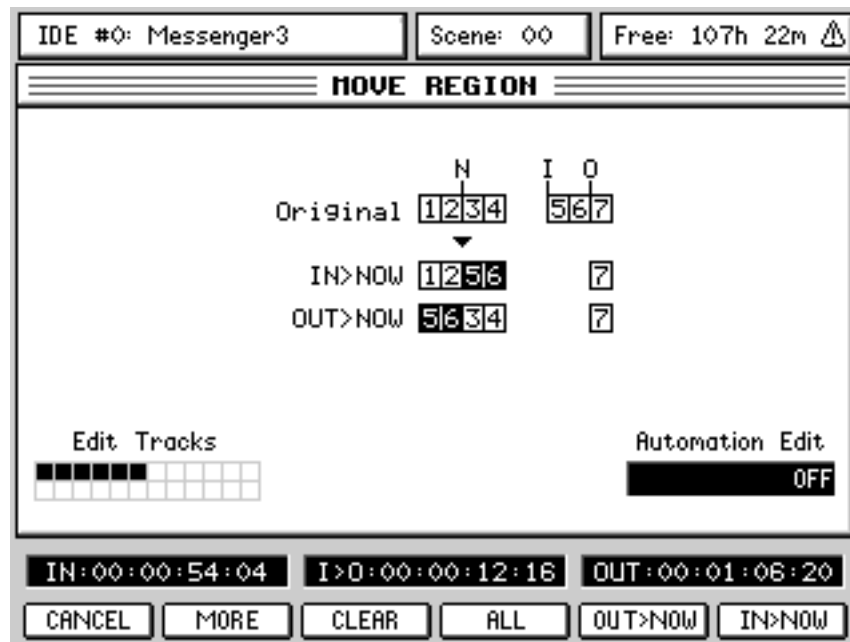 IDE #0: Messenger3 Scene: 00 Free: 107h 22m
MOVE REGION
N I O
Original 1234 567
IN>NOW 1256 7
OUT>NOW 5634 7
Edit Tracks Automation Edit
OFF
IN:00:00:54:04 I>O:00:00:12:16 OUT:00:01:06:20
CANCEL MORE CLEAR ALL OUT>NOW IN>NOW